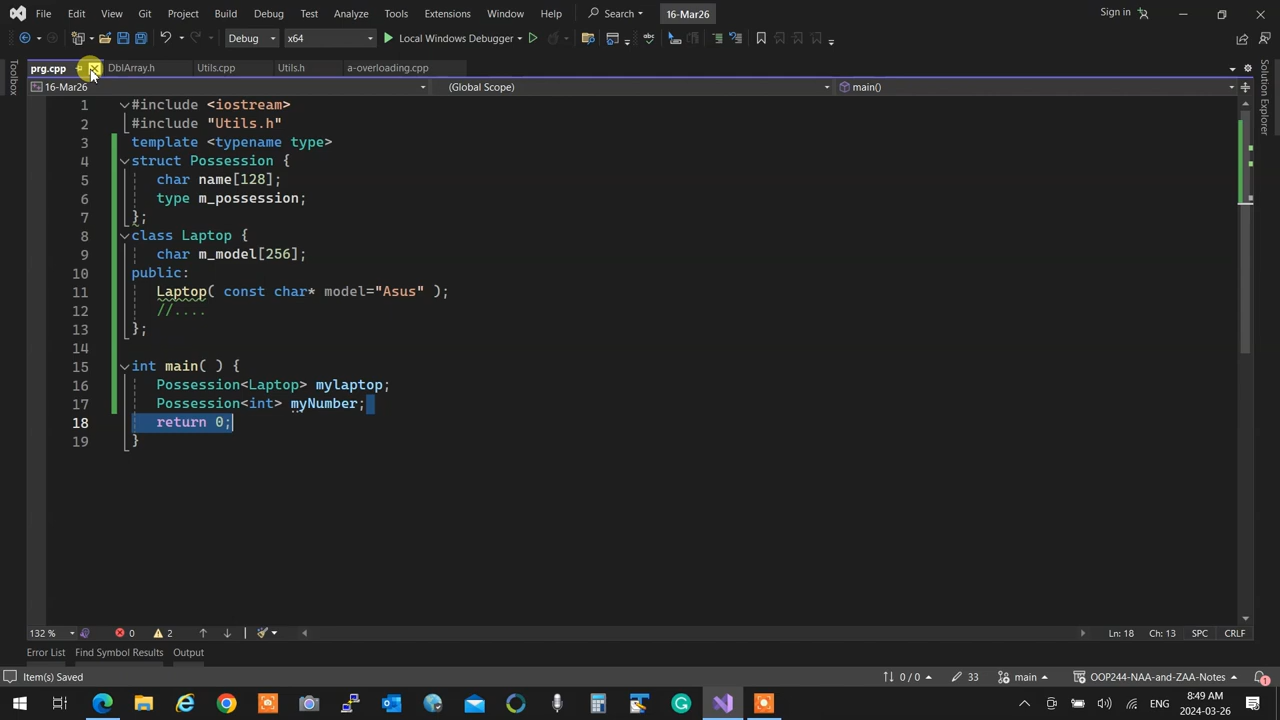 File Edit View Git Project Build Debug Test Analyze Tools Extensions Window Help Search 16-Mar26 Sign in
Debug x64 Local Windows Debugger
prg.cpp DblArray.h Utils.cpp Utils.h a-overloading.cpp
16-Mar26 (Global Scope) main()
1 #include <iostream>
2 #include "Utils.h"
3 template <typename type>
4 struct Possession {
5 char name[128];
6 type m_possession;
7 };
8 class Laptop {
9 char m_model[256];
10 public:
11 Laptop( const char* model="Asus" );
12 //....
13 };
14
15 int main( ) {
16 Possession<Laptop> mylaptop;
17 Possession<int> myNumber;
18 return 0;
19 }
Toolbox
Solution Explorer
132 % 0 2 Ln: 18 Ch: 13 SPC CRLF
Error List Find Symbol Results Output
Item(s) Saved 0 / 0 33 main OOP244-NAA-and-ZAA-Notes 1
ENG 8:49 AM
2024-03-26